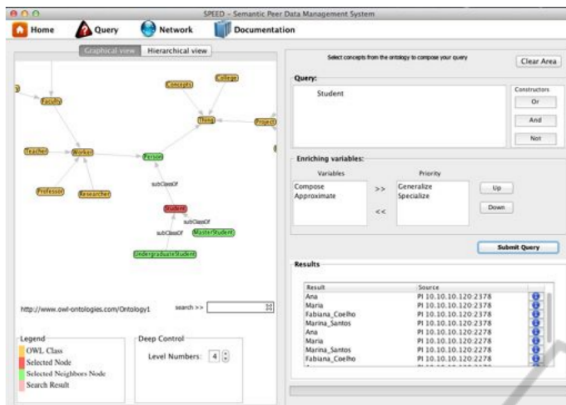 SPEED – Semantic Peer Data Management System
Home Query Network Documentation
Graphical view Hierarchical view
Select concepts from the ontology to compose your query
Clear Area
Query:
Student
Constructors
Or
And
Not
College
Concepts
Faculty
Thing
Project
Teacher
Worker
Person
subClassOf
Professor
Researcher
Student
subClassOf
subClassOf
MasterStudent
UndergraduateStudent
http://www.owl-ontologies.com/Ontology1
search >>
Legend
OWL Class
Selected Node
Selected Neighbors Node
Search Result
Deep Control
Level Numbers: 4
Enriching variables:
Variables Priority
Compose >> Generalize Up
Approximate Specialize
<< Down
Submit Query
Results
Result Source
Ana PI 10.10.10.120:2378
Maria PI 10.10.10.120:2378
Fabiana_Coelho PI 10.10.10.120:2378
Marina_Santos PI 10.10.10.120:2378
Ana PI 10.10.10.120:2278
Maria PI 10.10.10.120:2278
Marina_Santos PI 10.10.10.120:2278
Fabiana_Coelho PI 10.10.10.120:2278